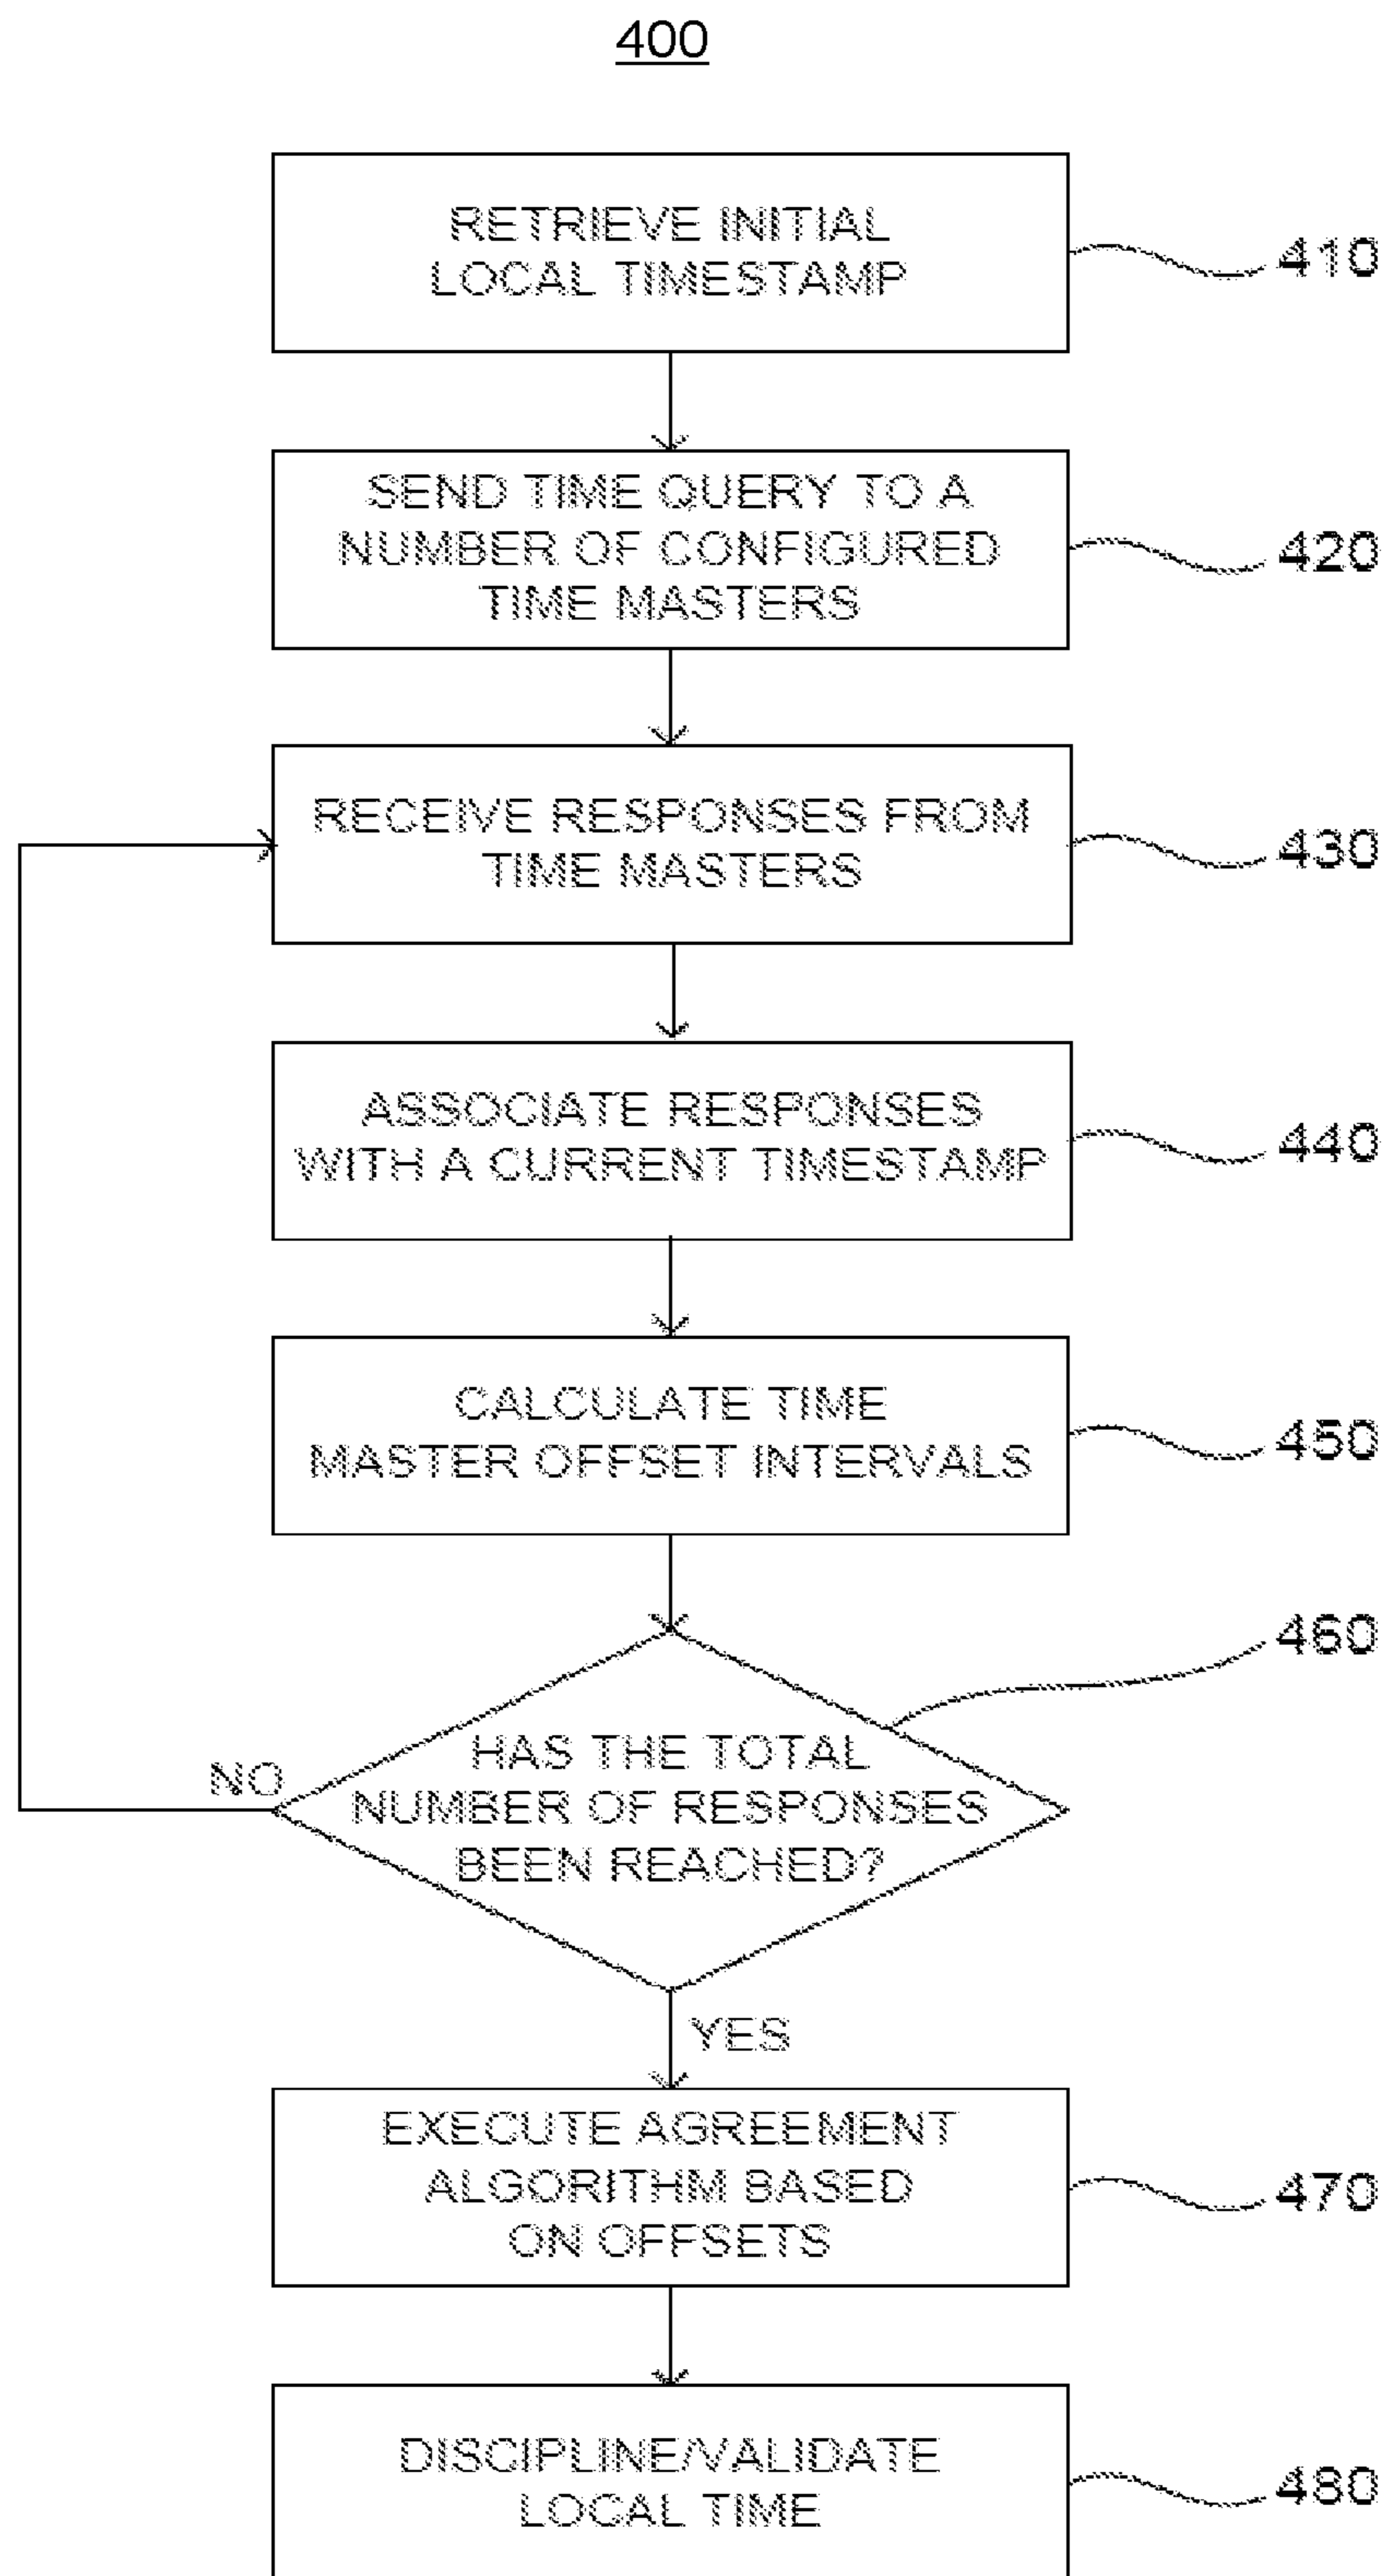 400
RETRIEVE INITIAL
LOCAL TIMESTAMP
410
SEND TIME QUERY TO A
NUMBER OF CONFIGURED
TIME MASTERS
420
RECEIVE RESPONSES FROM
TIME MASTERS
430
ASSOCIATE RESPONSES
WITH A CURRENT TIMESTAMP
440
CALCULATE TIME
MASTER OFFSET INTERVALS
450
460
HAS THE TOTAL
NUMBER OF RESPONSES
BEEN REACHED?
NO
YES
EXECUTE AGREEMENT
ALGORITHM BASED
ON OFFSETS
470
DISCIPLINE/VALIDATE
LOCAL TIME
480